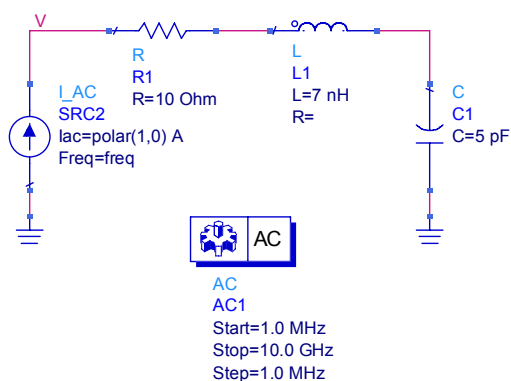 V
R
R1
R=10 Ohm
L
L1
L=7 nH
R=
I_AC
SRC2
Iac=polar(1,0) A
Freq=freq
C
C1
C=5 pF
AC
AC
AC1
Start=1.0 MHz
Stop=10.0 GHz
Step=1.0 MHz